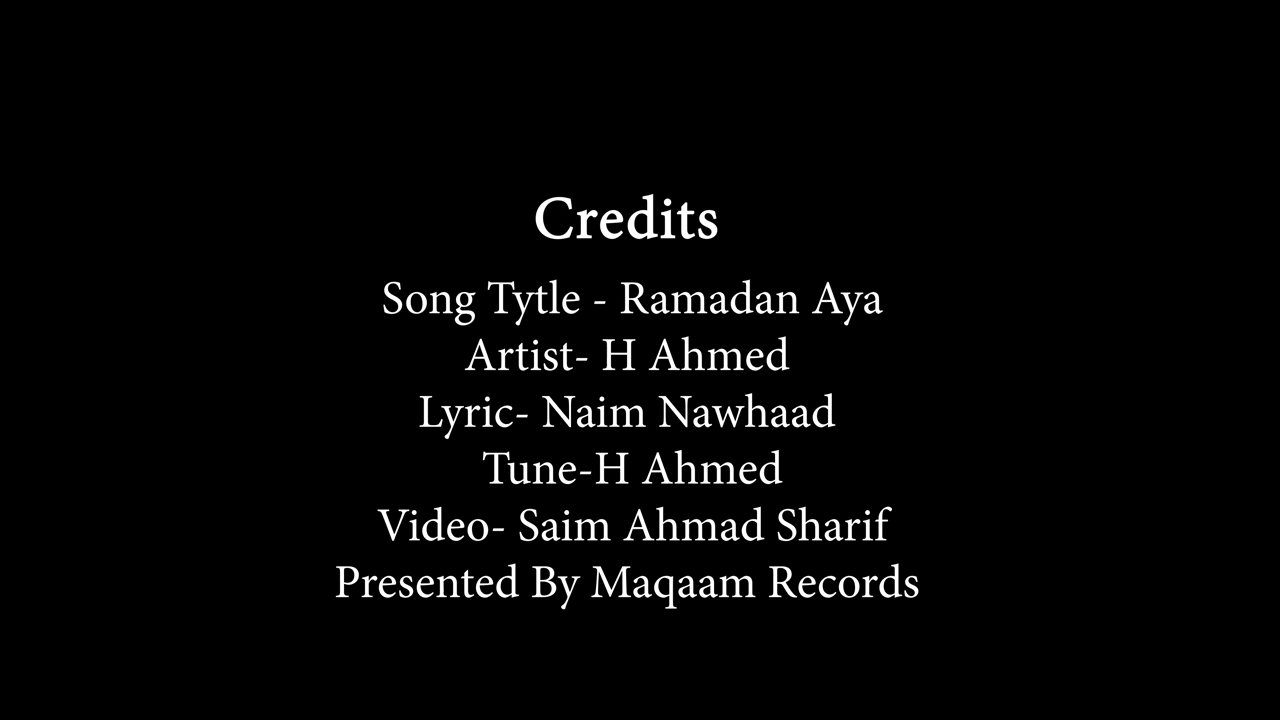 Credits
Song Tytle - Ramadan Aya
Artist- H Ahmed
Lyric- Naim Nawhaad
Tune-H Ahmed
Video- Saim Ahmad Sharif
Presented By Maqaam Records